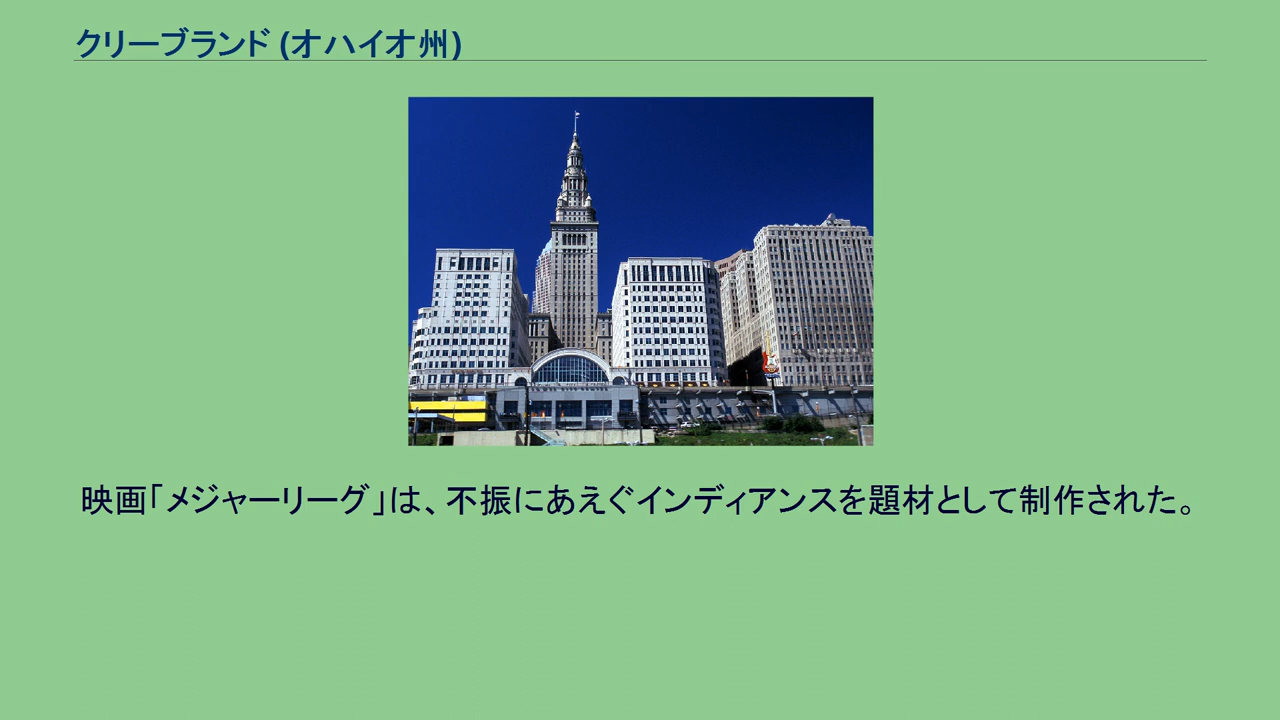 クリーブランド (オハイオ州)
映画「メジャーリーグ」は、不振にあえぐインディアンスを題材として制作された。